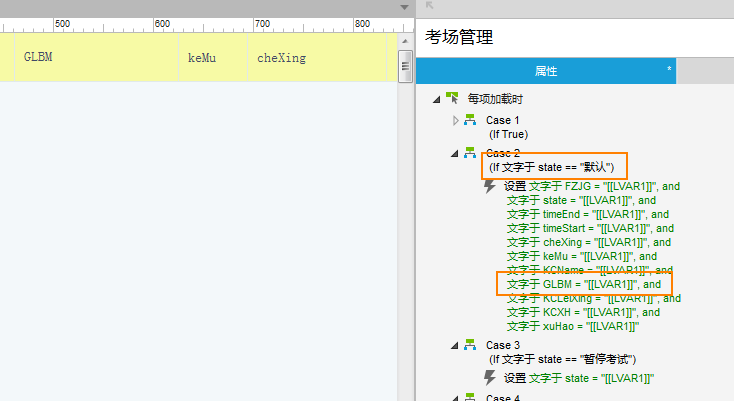 500
600
700
800
GLBM
keMu
cheXing
考场管理
属性
*
每项加载时
Case 1
(If True)
Case 2
(If 文字于 state == "默认")
设置 文字于 FZJG = "[[LVAR1]]", and
文字于 state = "[[LVAR1]]", and
文字于 timeEnd = "[[LVAR1]]", and
文字于 timeStart = "[[LVAR1]]", and
文字于 cheXing = "[[LVAR1]]", and
文字于 keMu = "[[LVAR1]]", and
文字于 KCName = "[[LVAR1]]", and
文字于 GLBM = "[[LVAR1]]", and
文字于 KCLeiXing = "[[LVAR1]]", and
文字于 KCXH = "[[LVAR1]]", and
文字于 xuHao = "[[LVAR1]]"
Case 3
(If 文字于 state == "暂停考试")
设置 文字于 state = "[[LVAR1]]"
Case 4